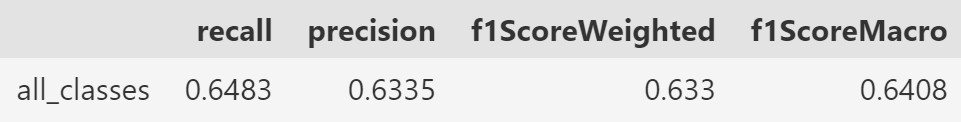 recall precision f1ScoreWeighted f1ScoreMacro
all_classes 0.6483 0.6335 0.633 0.6408